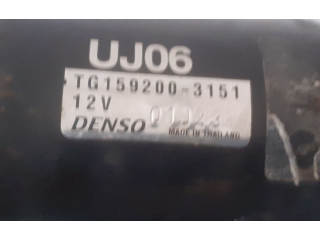 UJ06
TG159200-3151
12V
DENSO
MADE IN THAILAND